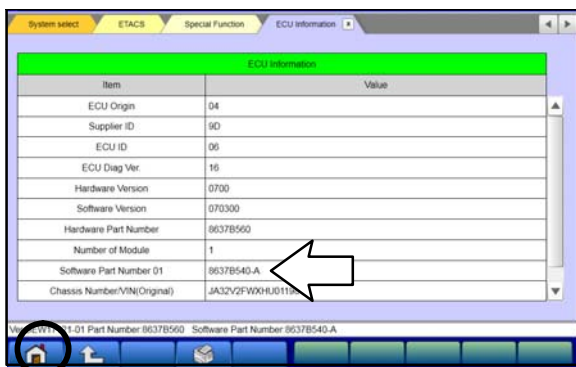 System select ETACS Special Function ECU Information
ECU Information
Item Value
ECU Origin 04
Supplier ID 9D
ECU ID 06
ECU Diag Ver. 16
Hardware Version 0700
Software Version 070300
Hardware Part Number 8637B560
Number of Module 1
Software Part Number 01 8637B540-A
Chassis Number/VIN(Original)
21-01 Part Number:8637B560 Software Part Number:8637B540-A